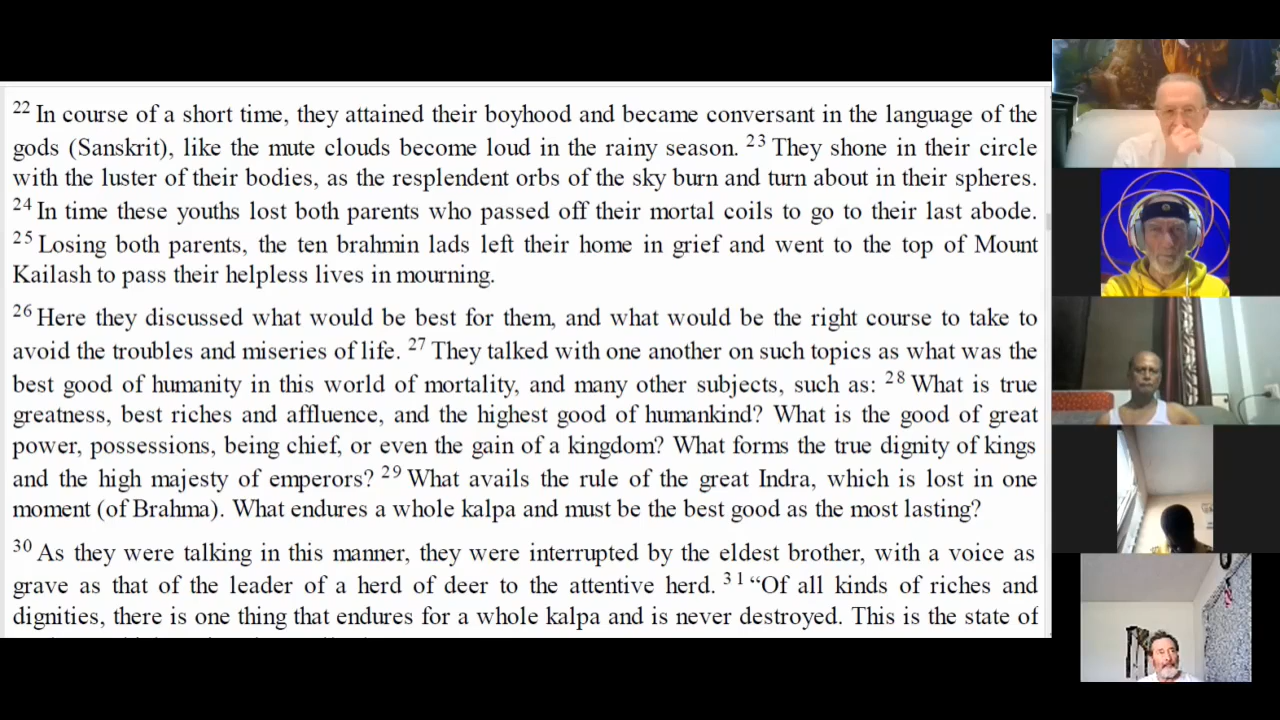 22 In course of a short time, they attained their boyhood and became conversant in the language of the
gods (Sanskrit), like the mute clouds become loud in the rainy season. 23 They shone in their circle
with the luster of their bodies, as the resplendent orbs of the sky burn and turn about in their spheres.
24 In time these youths lost both parents who passed off their mortal coils to go to their last abode.
25 Losing both parents, the ten brahmin lads left their home in grief and went to the top of Mount
Kailash to pass their helpless lives in mourning.
26 Here they discussed what would be best for them, and what would be the right course to take to
avoid the troubles and miseries of life. 27 They talked with one another on such topics as what was the
best good of humanity in this world of mortality, and many other subjects, such as: 28 What is true
greatness, best riches and affluence, and the highest good of humankind? What is the good of great
power, possessions, being chief, or even the gain of a kingdom? What forms the true dignity of kings
and the high majesty of emperors? 29 What avails the rule of the great Indra, which is lost in one
moment (of Brahma). What endures a whole kalpa and must be the best good as the most lasting?
30 As they were talking in this manner, they were interrupted by the eldest brother, with a voice as
grave as that of the leader of a herd of deer to the attentive herd. 31 “Of all kinds of riches and
dignities, there is one thing that endures for a whole kalpa and is never destroyed. This is the state of